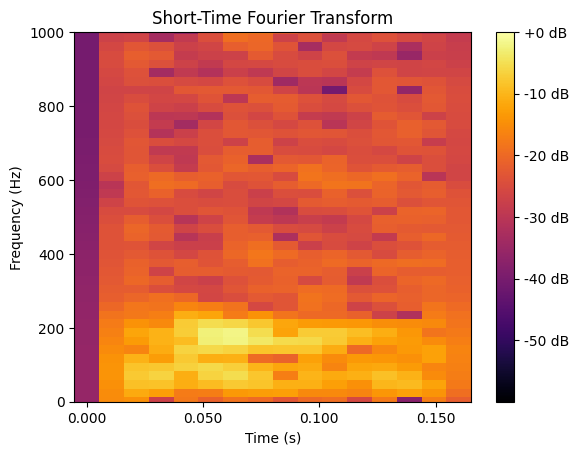 Short-Time Fourier Transform
1000
800
600
400
200
0
Frequency (Hz)
0.000
0.050
0.100
0.150
Time (s)
+0 dB
-10 dB
-20 dB
-30 dB
-40 dB
-50 dB